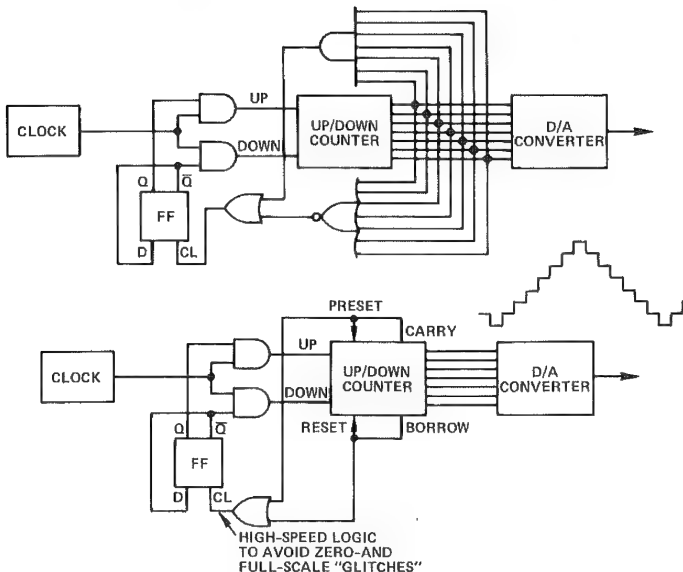 CLOCK
UP
DOWN
UP/DOWN
COUNTER
D/A
CONVERTER
Q
Q̅
FF
D
CL
PRESET
CARRY
CLOCK
UP
DOWN
UP/DOWN
COUNTER
D/A
CONVERTER
RESET
BORROW
Q
Q̅
FF
D
CL
HIGH-SPEED LOGIC
TO AVOID ZERO-AND
FULL-SCALE "GLITCHES"